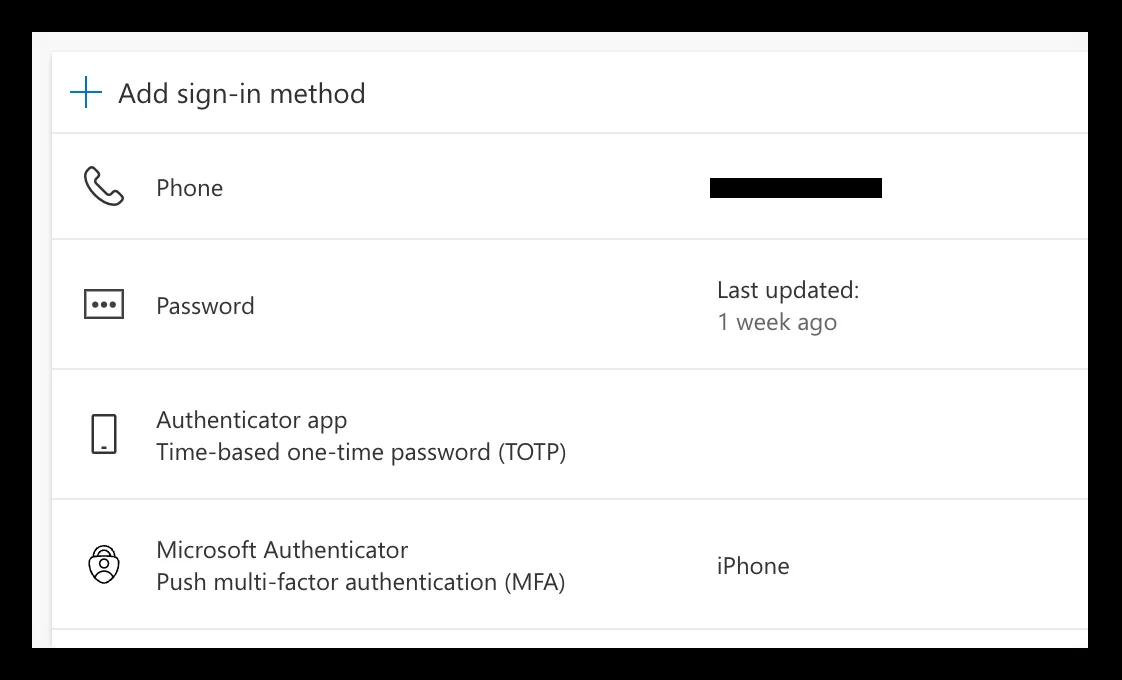 Add sign-in method
Phone
Password
Last updated:
1 week ago
Authenticator app
Time-based one-time password (TOTP)
Microsoft Authenticator
Push multi-factor authentication (MFA)
iPhone